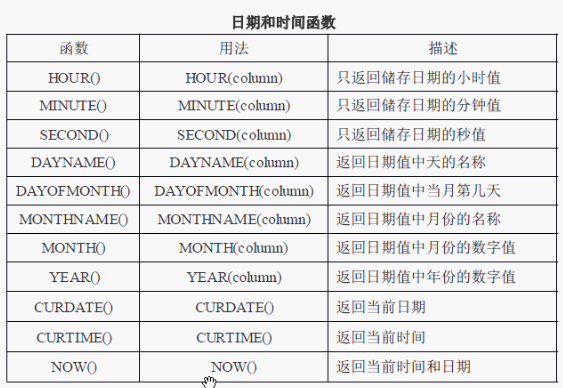 日期和时间函数
函数 用法 描述
HOUR() HOUR(column) 只返回储存日期的小时值
MINUTE() MINUTE(column) 只返回储存日期的分钟值
SECOND() SECOND(column) 只返回储存日期的秒值
DAYNAME() DAYNAME(column) 返回日期值中天的名称
DAYOFMONTH() DAYOFMONTH(column) 返回日期值中当月第几天
MONTHNAME() MONTHNAME(column) 返回日期值中月份的名称
MONTH() MONTH(column) 返回日期值中月份的数字值
YEAR() YEAR(column) 返回日期值中年份的数字值
CURDATE() CURDATE() 返回当前日期
CURTIME() CURTIME() 返回当前时间
NOW() NOW() 返回当前时间和日期